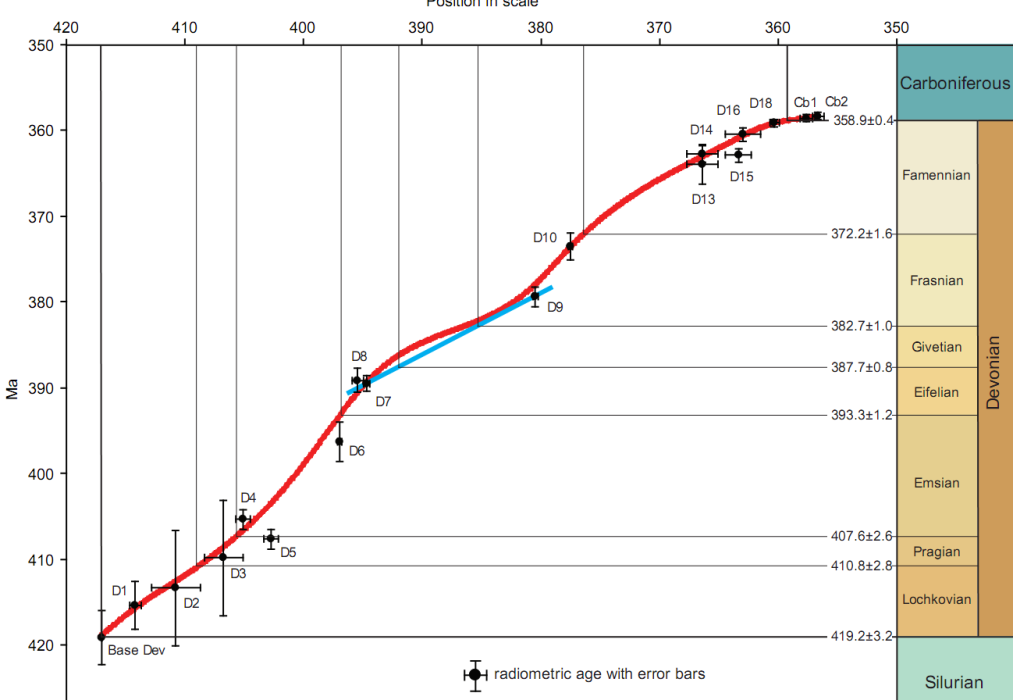 Position in scale
420 410 400 390 380 370 360 350
350
360
370
380
390
400
410
420
Ma
Base Dev
D1
D2
D3
D4
D5
D6
D7
D8
D9
D10
D13
D14
D15
D16
D18
Cb1
Cb2
358.9±0.4
372.2±1.6
382.7±1.0
387.7±0.8
393.3±1.2
407.6±2.6
410.8±2.8
419.2±3.2
Carboniferous
Famennian
Frasnian
Givetian
Eifelian
Emsian
Pragian
Lochkovian
Devonian
Silurian
radiometric age with error bars